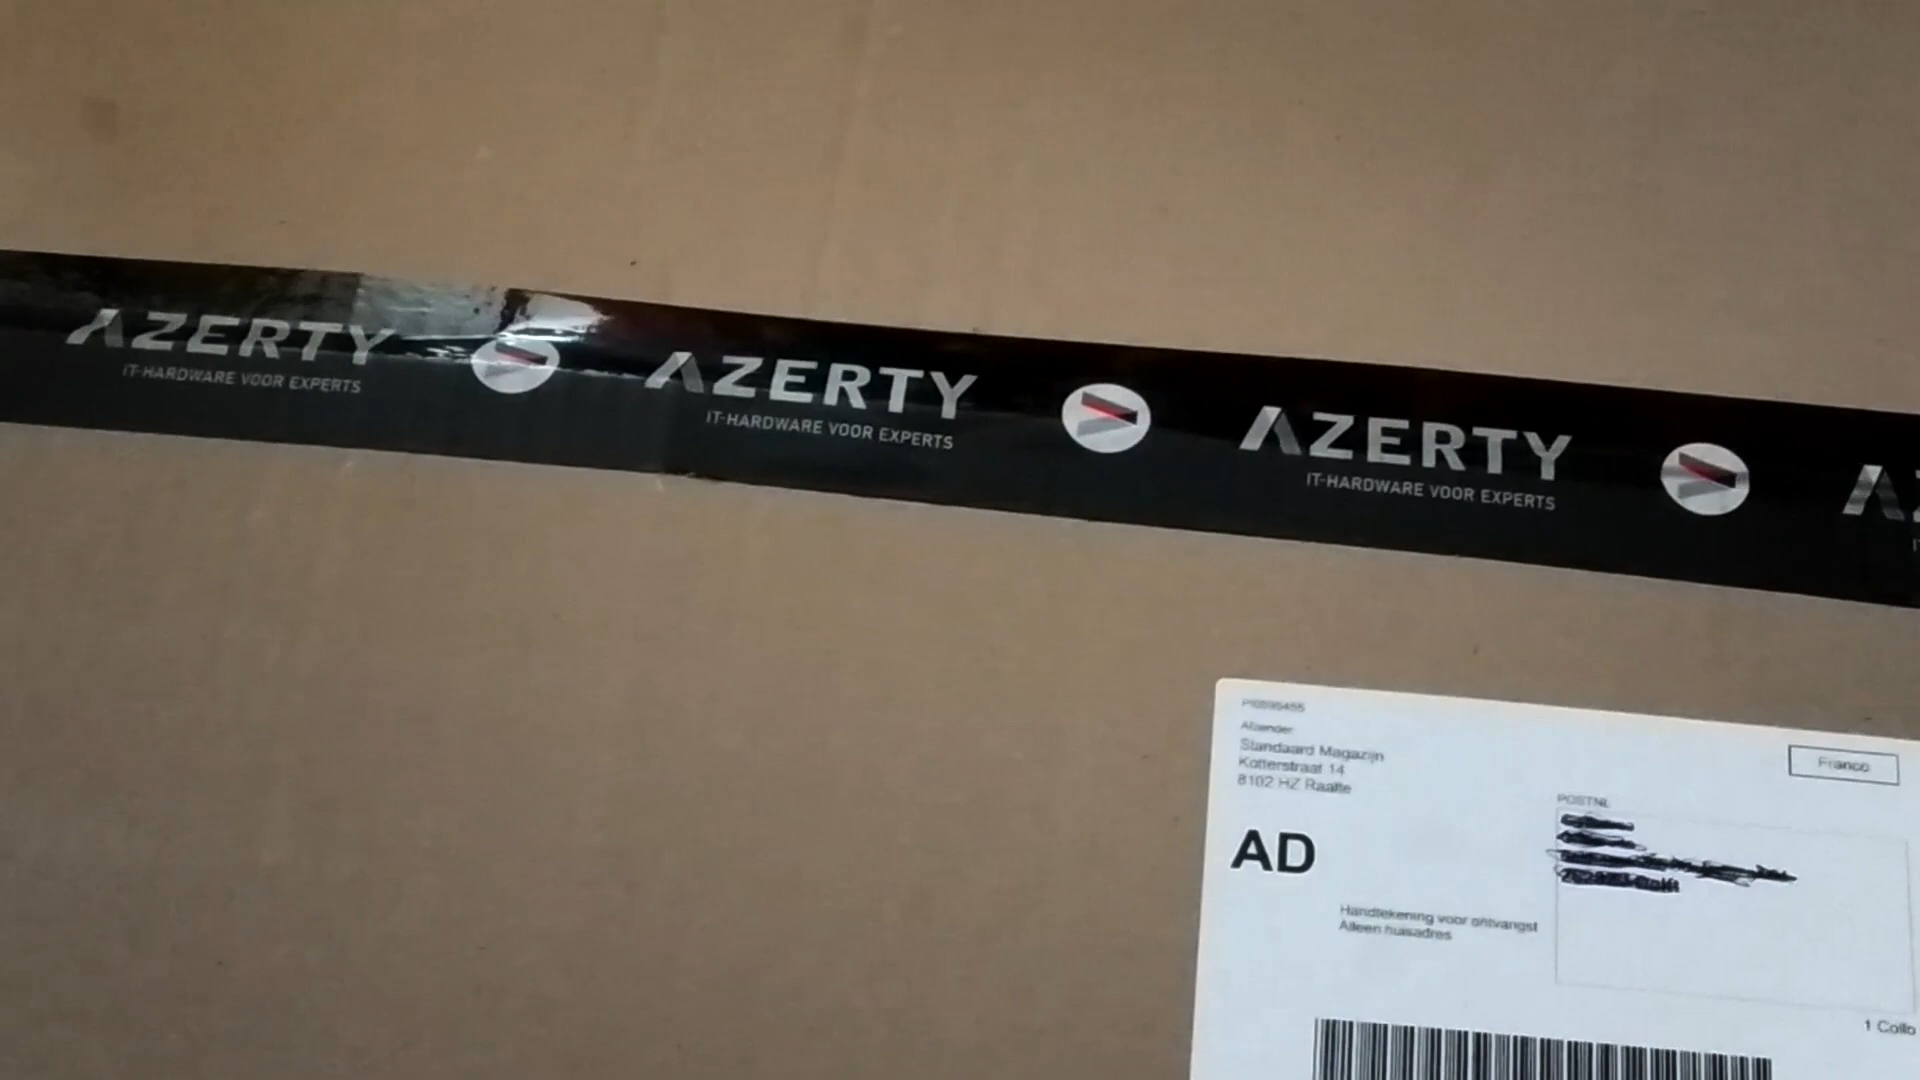 AZERTY
IT-HARDWARE VOOR EXPERTS
AZERTY
IT-HARDWARE VOOR EXPERTS
AZERTY
IT-HARDWARE VOOR EXPERTS
AZ
Afzender
Standaard Magazijn
Kotterstraat 14
8102 HZ Raalte
Franco
POSTNL
AD
Handtekening voor ontvangst
Alleen huisadres
1 Collo